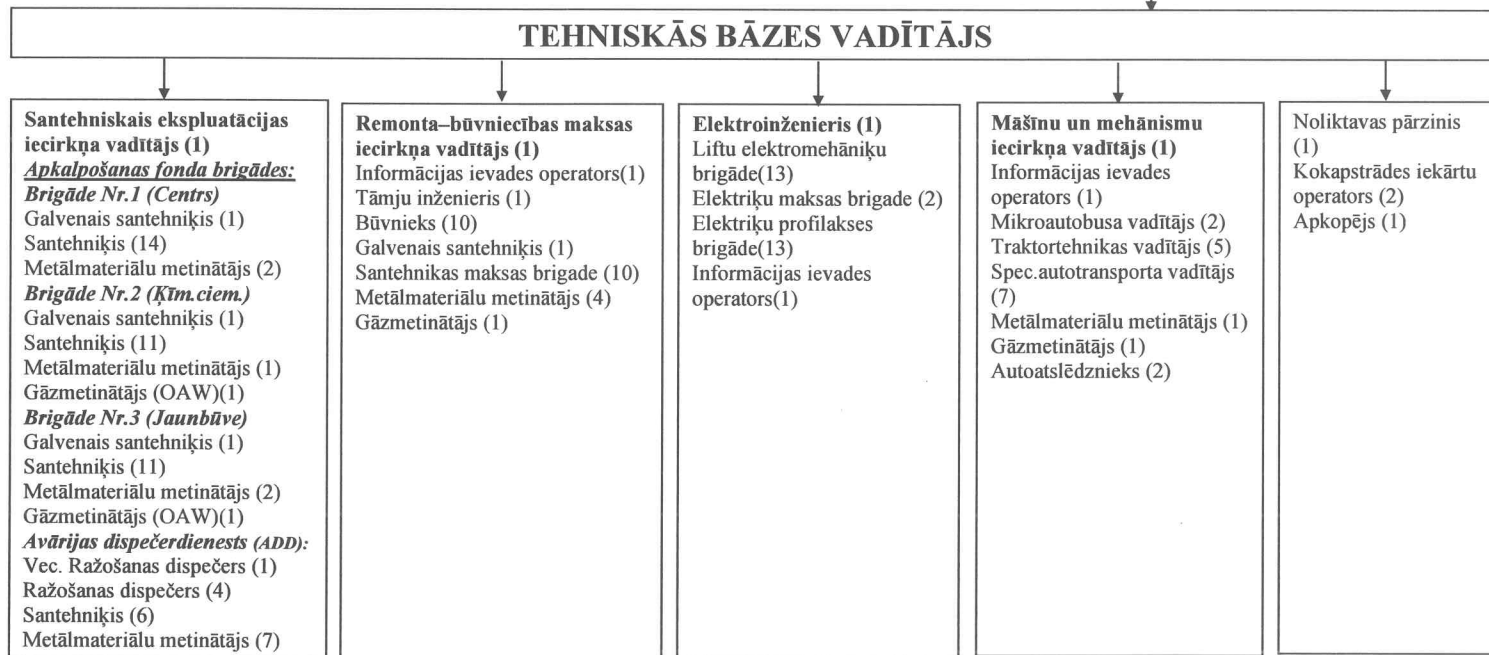 TEHNISKĀS BĀZES VADĪTĀJS
Santehniskais ekspluatācijas
iecirkņa vadītājs (1)
Apkalpošanas fonda brigādes:
Brigāde Nr.1 (Centrs)
Galvenais santehniķis (1)
Santehniķis (14)
Metālmateriālu metinātājs (2)
Brigāde Nr.2 (Ķīm.ciem.)
Galvenais santehniķis (1)
Santehniķis (11)
Metālmateriālu metinātājs (1)
Gāzmetinātājs (OAW)(1)
Brigāde Nr.3 (Jaunbūve)
Galvenais santehniķis (1)
Santehniķis (11)
Metālmateriālu metinātājs (2)
Gāzmetinātājs (OAW)(1)
Avārijas dispečerdienests (ADD):
Vec. Ražošanas dispečers (1)
Ražošanas dispečers (4)
Santehniķis (6)
Metālmateriālu metinātājs (7)
Remonta–būvniecības maksas
iecirkņa vadītājs (1)
Informācijas ievades operators(1)
Tāmju inženieris (1)
Būvnieks (10)
Galvenais santehniķis (1)
Santehnikas maksas brigade (10)
Metālmateriālu metinātājs (4)
Gāzmetinātājs (1)
Elektroinženieris (1)
Liftu elektromehāniķu
brigāde(13)
Elektriķu maksas brigade (2)
Elektriķu profilakses
brigāde(13)
Informācijas ievades
operators(1)
Māšīnu un mehānismu
iecirkņa vadītājs (1)
Informācijas ievades
operators (1)
Mikroautobusa vadītājs (2)
Traktortehnikas vadītājs (5)
Spec.autotransporta vadītājs
(7)
Metālmateriālu metinātājs (1)
Gāzmetinātājs (1)
Autoatslēdznieks (2)
Noliktavas pārzinis
(1)
Kokapstrādes iekārtu
operators (2)
Apkopējs (1)